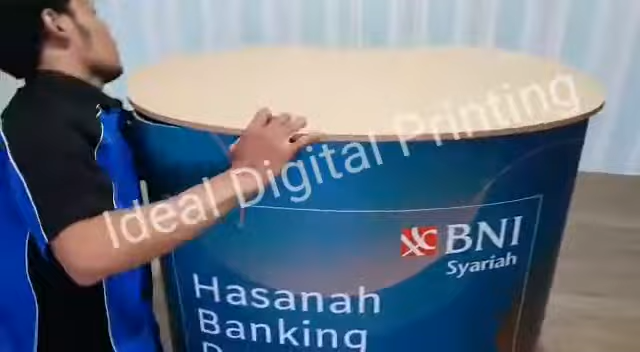 Ideal Digital Printing
BNI
Syariah
Hasanah
Banking